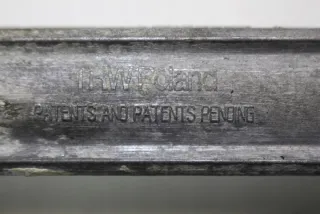 TRW Poland
PATENTS AND PATENTS PENDING